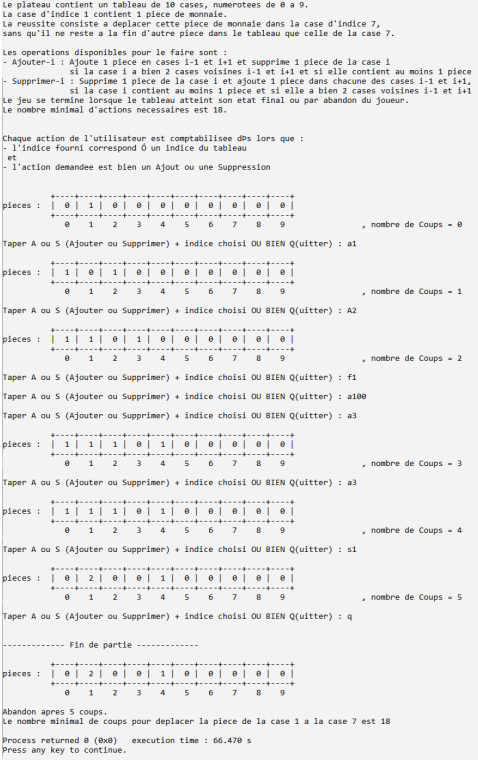 Le plateau contient un tableau de 10 cases, numerotees de 0 a 9.
La case d'indice 1 contient 1 piece de monnaie.
La reussite consiste a deplacer cette piece de monnaie dans la case d'indice 7,
sans qu'il ne reste a la fin d'autre piece dans le tableau que celle de la case 7.

Les operations disponibles pour le faire sont :
- Ajouter-i : Ajoute 1 piece en cases i-1 et i+1 et supprime 1 piece de la case i
si la case i a bien 2 cases voisines i-1 et i+1 et si elle contient au moins 1 piece
- Supprimer-i : Supprime 1 piece de la case i et ajoute 1 piece dans chacune des cases i-1 et i+1,
si la case i contient au moins 1 piece et si elle a bien 2 cases voisines i-1 et i+1
Le jeu se termine lorsque le tableau atteint son etat final ou par abandon du joueur.
Le nombre minimal d'actions necessaires est 18.

Chaque action de l'utilisateur est comptabilisee dPs lors que :
- l'indice fourni correspond Ó un indice du tableau
et
- l'action demandee est bien un Ajout ou une Suppression

+----+----+----+----+----+----+----+----+----+----+
pieces : | 0 | 1 | 0 | 0 | 0 | 0 | 0 | 0 | 0 | 0 |
+----+----+----+----+----+----+----+----+----+----+
0 1 2 3 4 5 6 7 8 9 , nombre de Coups = 0

Taper A ou S (Ajouter ou Supprimer) + indice choisi OU BIEN Q(uitter) : a1

+----+----+----+----+----+----+----+----+----+----+
pieces : | 1 | 0 | 1 | 0 | 0 | 0 | 0 | 0 | 0 | 0 |
+----+----+----+----+----+----+----+----+----+----+
0 1 2 3 4 5 6 7 8 9 , nombre de Coups = 1

Taper A ou S (Ajouter ou Supprimer) + indice choisi OU BIEN Q(uitter) : A2

+----+----+----+----+----+----+----+----+----+----+
pieces : | 1 | 1 | 0 | 1 | 0 | 0 | 0 | 0 | 0 | 0 |
+----+----+----+----+----+----+----+----+----+----+
0 1 2 3 4 5 6 7 8 9 , nombre de Coups = 2

Taper A ou S (Ajouter ou Supprimer) + indice choisi OU BIEN Q(uitter) : f1

Taper A ou S (Ajouter ou Supprimer) + indice choisi OU BIEN Q(uitter) : a100

Taper A ou S (Ajouter ou Supprimer) + indice choisi OU BIEN Q(uitter) : a3

+----+----+----+----+----+----+----+----+----+----+
pieces : | 1 | 1 | 1 | 0 | 1 | 0 | 0 | 0 | 0 | 0 |
+----+----+----+----+----+----+----+----+----+----+
0 1 2 3 4 5 6 7 8 9 , nombre de Coups = 3

Taper A ou S (Ajouter ou Supprimer) + indice choisi OU BIEN Q(uitter) : a3

+----+----+----+----+----+----+----+----+----+----+
pieces : | 1 | 1 | 1 | 0 | 1 | 0 | 0 | 0 | 0 | 0 |
+----+----+----+----+----+----+----+----+----+----+
0 1 2 3 4 5 6 7 8 9 , nombre de Coups = 4

Taper A ou S (Ajouter ou Supprimer) + indice choisi OU BIEN Q(uitter) : s1

+----+----+----+----+----+----+----+----+----+----+
pieces : | 0 | 2 | 0 | 0 | 1 | 0 | 0 | 0 | 0 | 0 |
+----+----+----+----+----+----+----+----+----+----+
0 1 2 3 4 5 6 7 8 9 , nombre de Coups = 5

Taper A ou S (Ajouter ou Supprimer) + indice choisi OU BIEN Q(uitter) : q

------------- Fin de partie -------------

+----+----+----+----+----+----+----+----+----+----+
pieces : | 0 | 2 | 0 | 0 | 1 | 0 | 0 | 0 | 0 | 0 |
+----+----+----+----+----+----+----+----+----+----+
0 1 2 3 4 5 6 7 8 9

Abandon apres 5 coups.
Le nombre minimal de coups pour deplacer la piece de la case 1 a la case 7 est 18

Process returned 0 (0x0) execution time : 66.470 s
Press any key to continue.